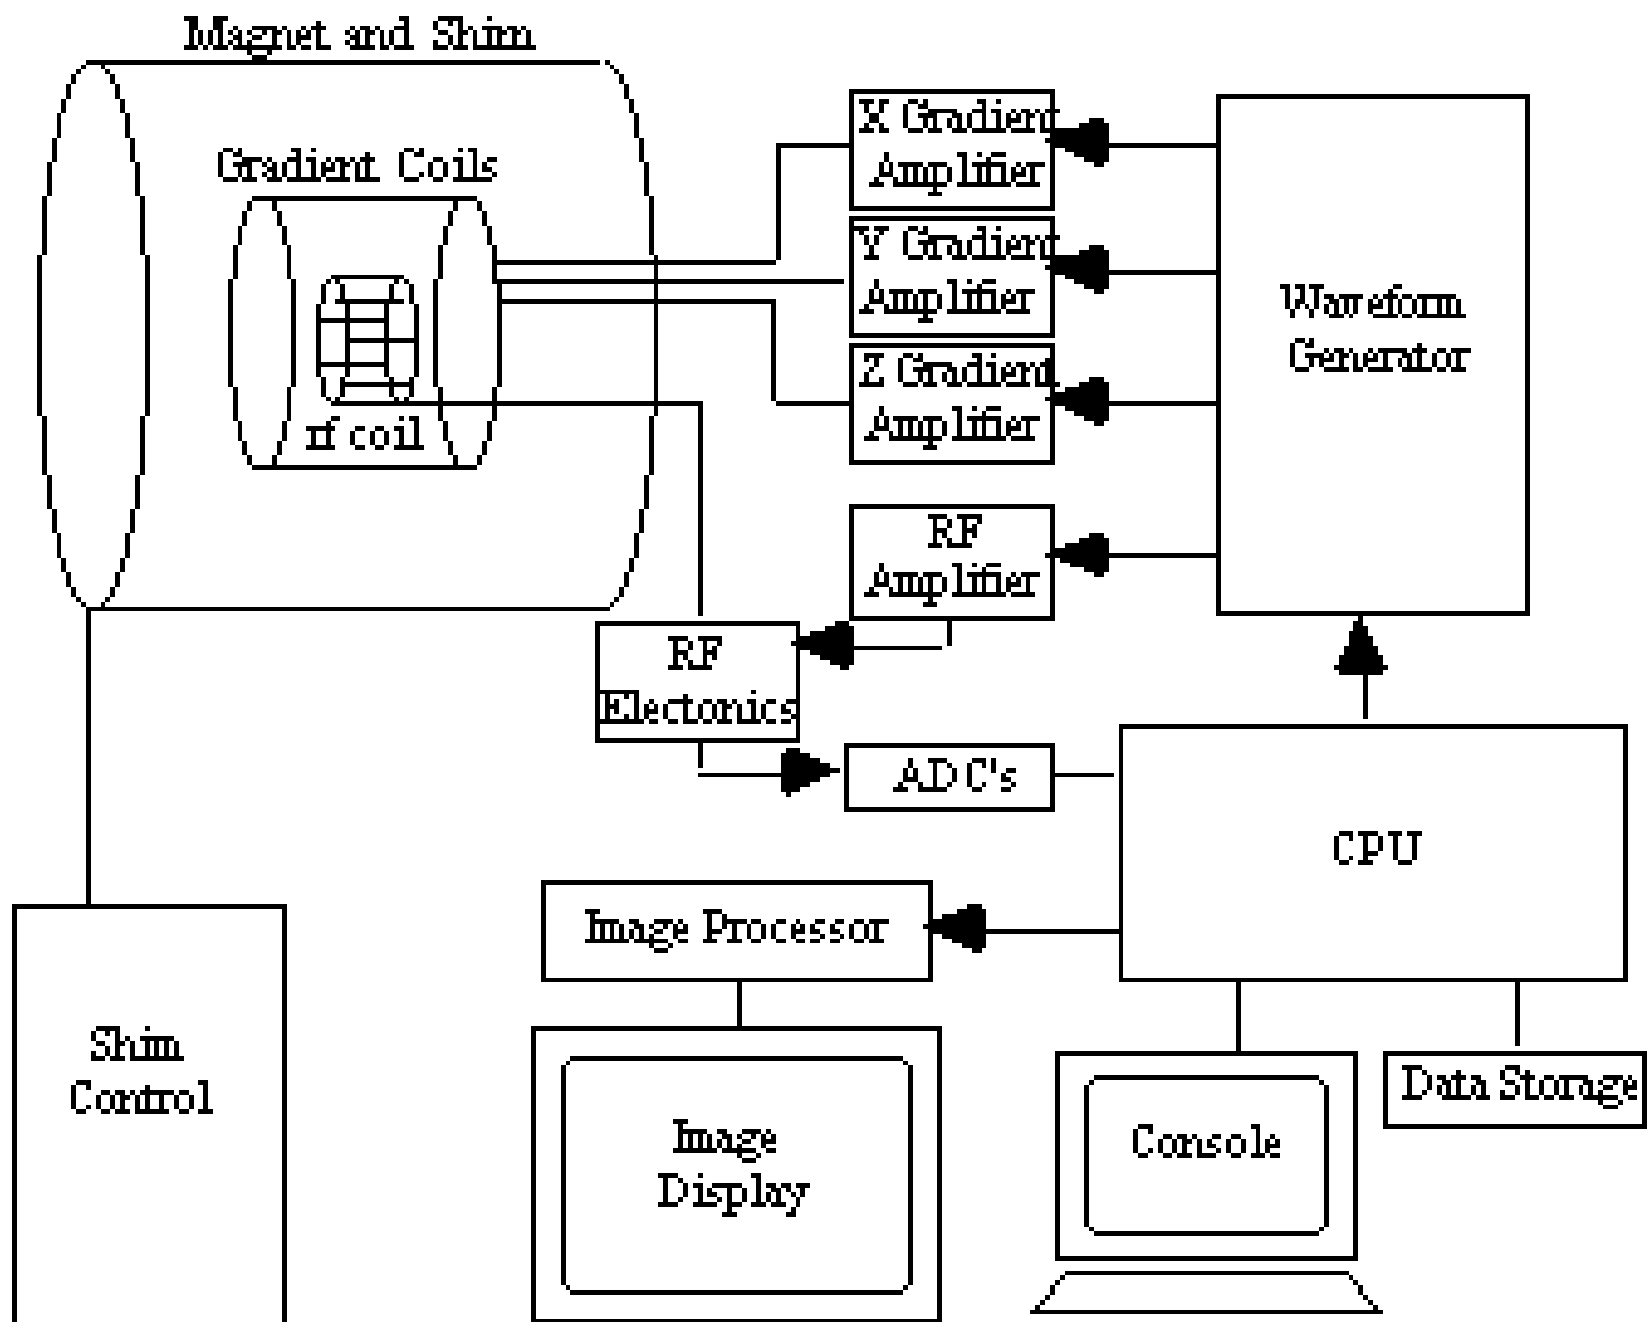 Magnet and Shim
Gradient Coils
rf coil
X Gradient
Amplifier
Y Gradient
Amplifier
Z Gradient
Amplifier
Waveform
Generator
RF
Amplifier
RF
Electonics
ADC's
CPU
Image Processor
Shim
Control
Image
Display
Console
Data Storage